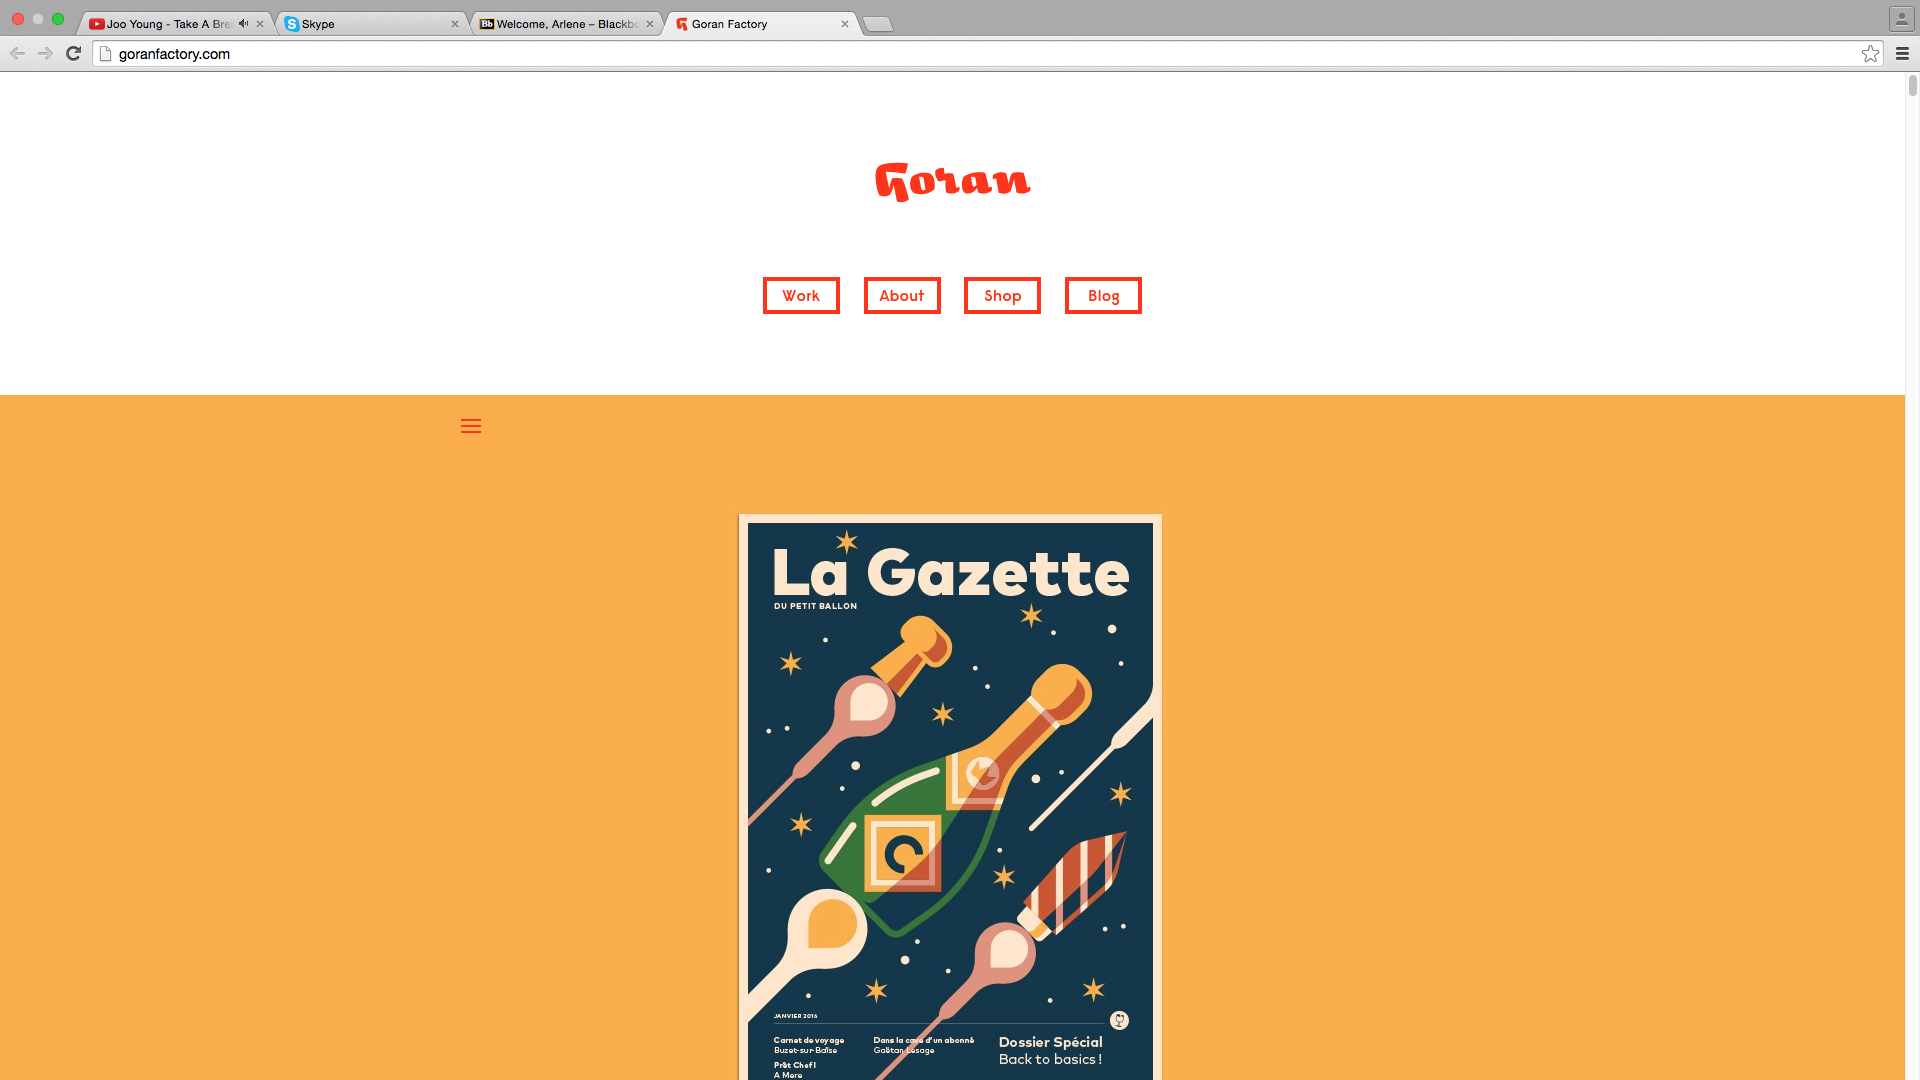 Joo Young - Take A Brea
Skype
Welcome, Arlene – Blackbo
Goran Factory
goranfactory.com
Goran
Work
About
Shop
Blog
La Gazette
DU PETIT BALLON
JANVIER 2016
Carnet de voyage
Buzet-sur-Baïse
Prêt Chef !
A Mere
Dans la cave d'un abonné
Gaëtan Lesage
Dossier Spécial
Back to basics !